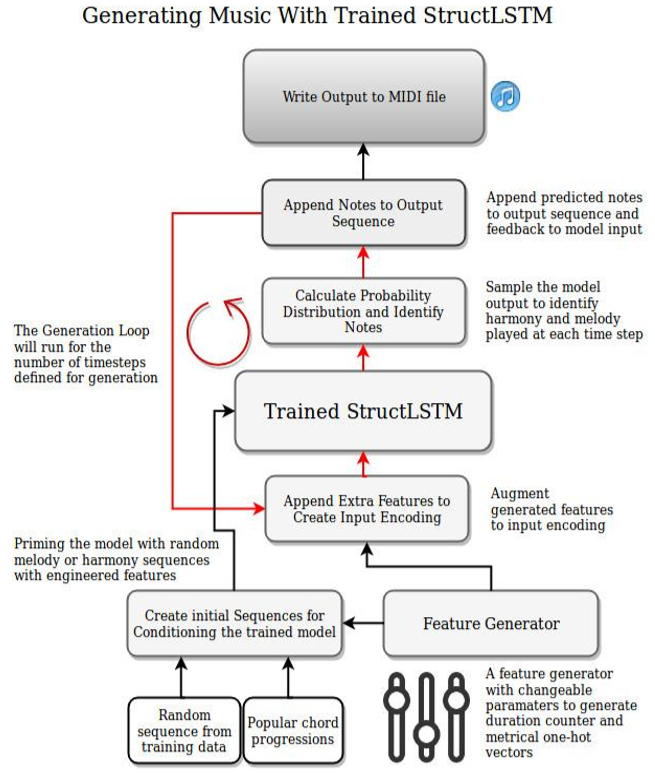 Generating Music With Trained StructLSTM
Write Output to MIDI file
Append Notes to Output
Sequence
Append predicted notes
to output sequence and
feedback to model input
Calculate Probability
Distribution and Identify
Notes
Sample the model
output to identify
harmony and melody
played at each time step
The Generation Loop
will run for the
number of timesteps
defined for generation
Trained StructLSTM
Append Extra Features to
Create Input Encoding
Augment
generated features
to input encoding
Priming the model with random
melody or harmony sequences
with engineered features
Create initial Sequences for
Conditioning the trained model
Feature Generator
Random
sequence from
training data
Popular chord
progressions
A feature generator
with changeable
paramaters to generate
duration counter and
metrical one-hot
vectors